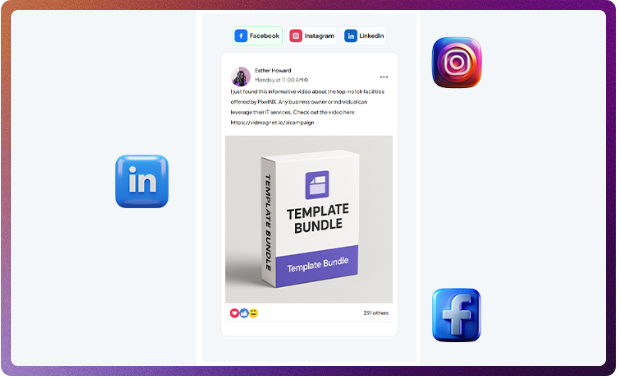 Facebook Instagram LinkedIn
Esther Howard
Monday at 11:00 AM
I just found this informative video about the top-notch facilities
offered by PixelNX. Any business owner or individual can
leverage their IT services. Check out the video here:
https://vidmagnet.io/aicampaign
in
TEMPLATE BUNDLE
TEMPLATE
BUNDLE
Template Bundle
291 others